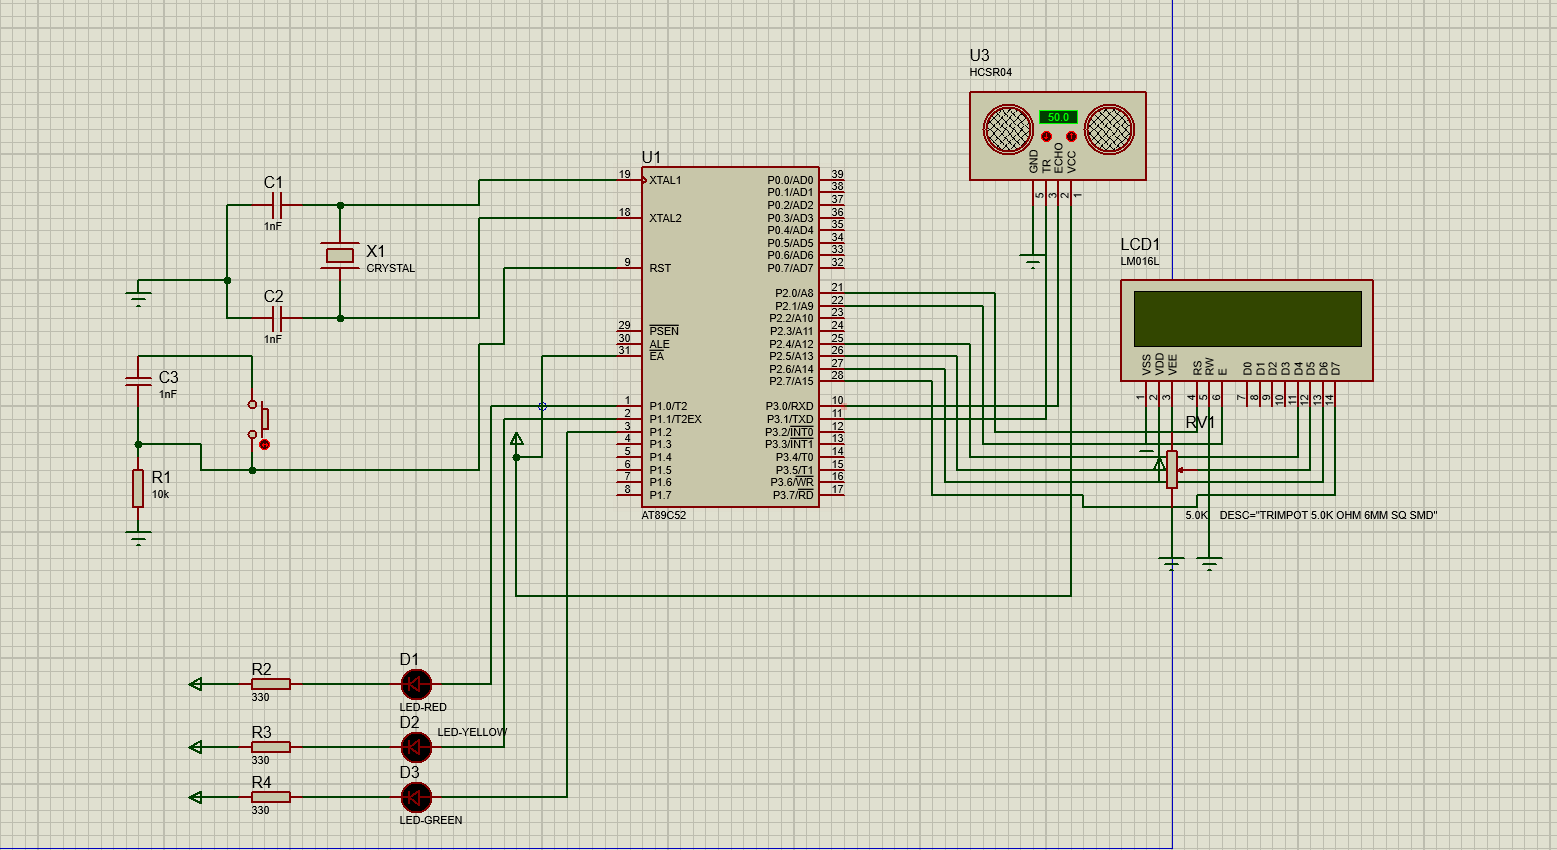 U3
HCSR04
50.0
GND
TR
ECHO
VCC
5
3
2
1
U1
19 XTAL1
18 XTAL2
9 RST
29 PSEN
30 ALE
31 EA
1 P1.0/T2
2 P1.1/T2EX
3 P1.2
4 P1.3
5 P1.4
6 P1.5
7 P1.6
8 P1.7
P0.0/AD0 39
P0.1/AD1 38
P0.2/AD2 37
P0.3/AD3 36
P0.4/AD4 35
P0.5/AD5 34
P0.6/AD6 33
P0.7/AD7 32
P2.0/A8 21
P2.1/A9 22
P2.2/A10 23
P2.3/A11 24
P2.4/A12 25
P2.5/A13 26
P2.6/A14 27
P2.7/A15 28
P3.0/RXD 10
P3.1/TXD 11
P3.2/INT0 12
P3.3/INT1 13
P3.4/T0 14
P3.5/T1 15
P3.6/WR 16
P3.7/RD 17
AT89C52
C1
1nF
X1
CRYSTAL
C2
1nF
C3
1nF
R1
10k
LCD1
LM016L
VSS
VDD
VEE
RS
RW
E
D0
D1
D2
D3
D4
D5
D6
D7
1
2
3
4
5
6
7
8
9
10
11
12
13
14
RV1
5.0K DESC="TRIMPOT 5.0K OHM 6MM SQ SMD"
R2
330
D1
LED-RED
R3
330
D2
LED-YELLOW
R4
330
D3
LED-GREEN